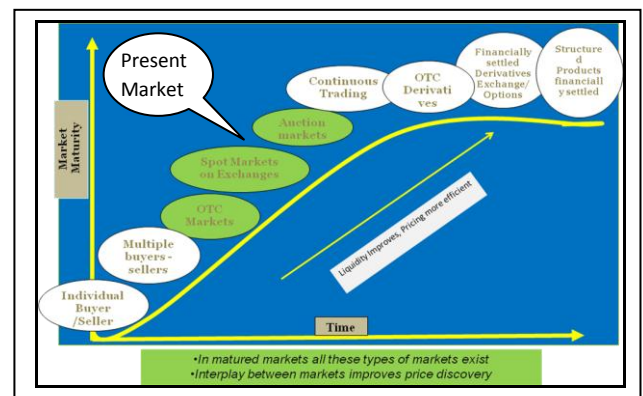 Present
Market
Continuous
Trading
OTC
Derivati
ves
Financially
settled
Derivatives
Exchange/
Options
Structure
d
Products
financiall
y settled
Auction
markets
Spot Markets
on Exchanges
OTC
Markets
Multiple
buyers -
sellers
Individual
Buyer
/Seller
Market
Maturity
Liquidity Improves, Pricing more efficient
Time
•In matured markets all these types of markets exist
•Interplay between markets improves price discovery